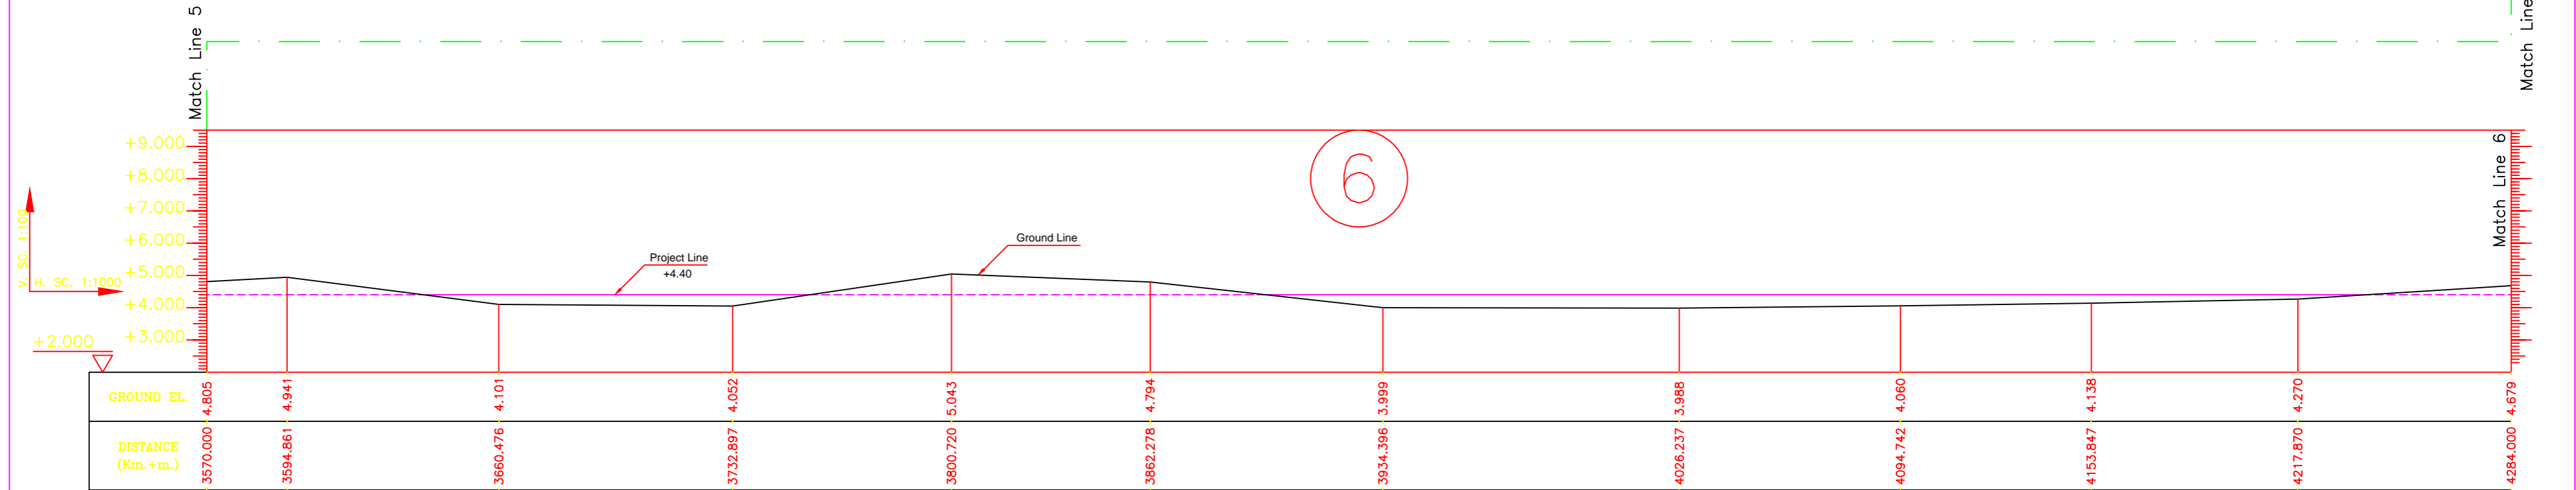 Match Line 5
Match Line
+9.000
+8.000
+7.000
+6.000
+5.000
+4.000
+3.000
+2.000
V. SC. 1:100
H. SC. 1:1000
6
Match Line 6
Project Line
+4.40
Ground Line
GROUND EL. 4.805 4.941 4.101 4.052 5.043 4.794 3.999 3.988 4.060 4.138 4.270 4.679
DISTANCE
(Km.+m.) 3570.000 3594.861 3660.476 3732.897 3800.720 3862.278 3934.396 4026.237 4094.742 4153.847 4217.870 4284.000